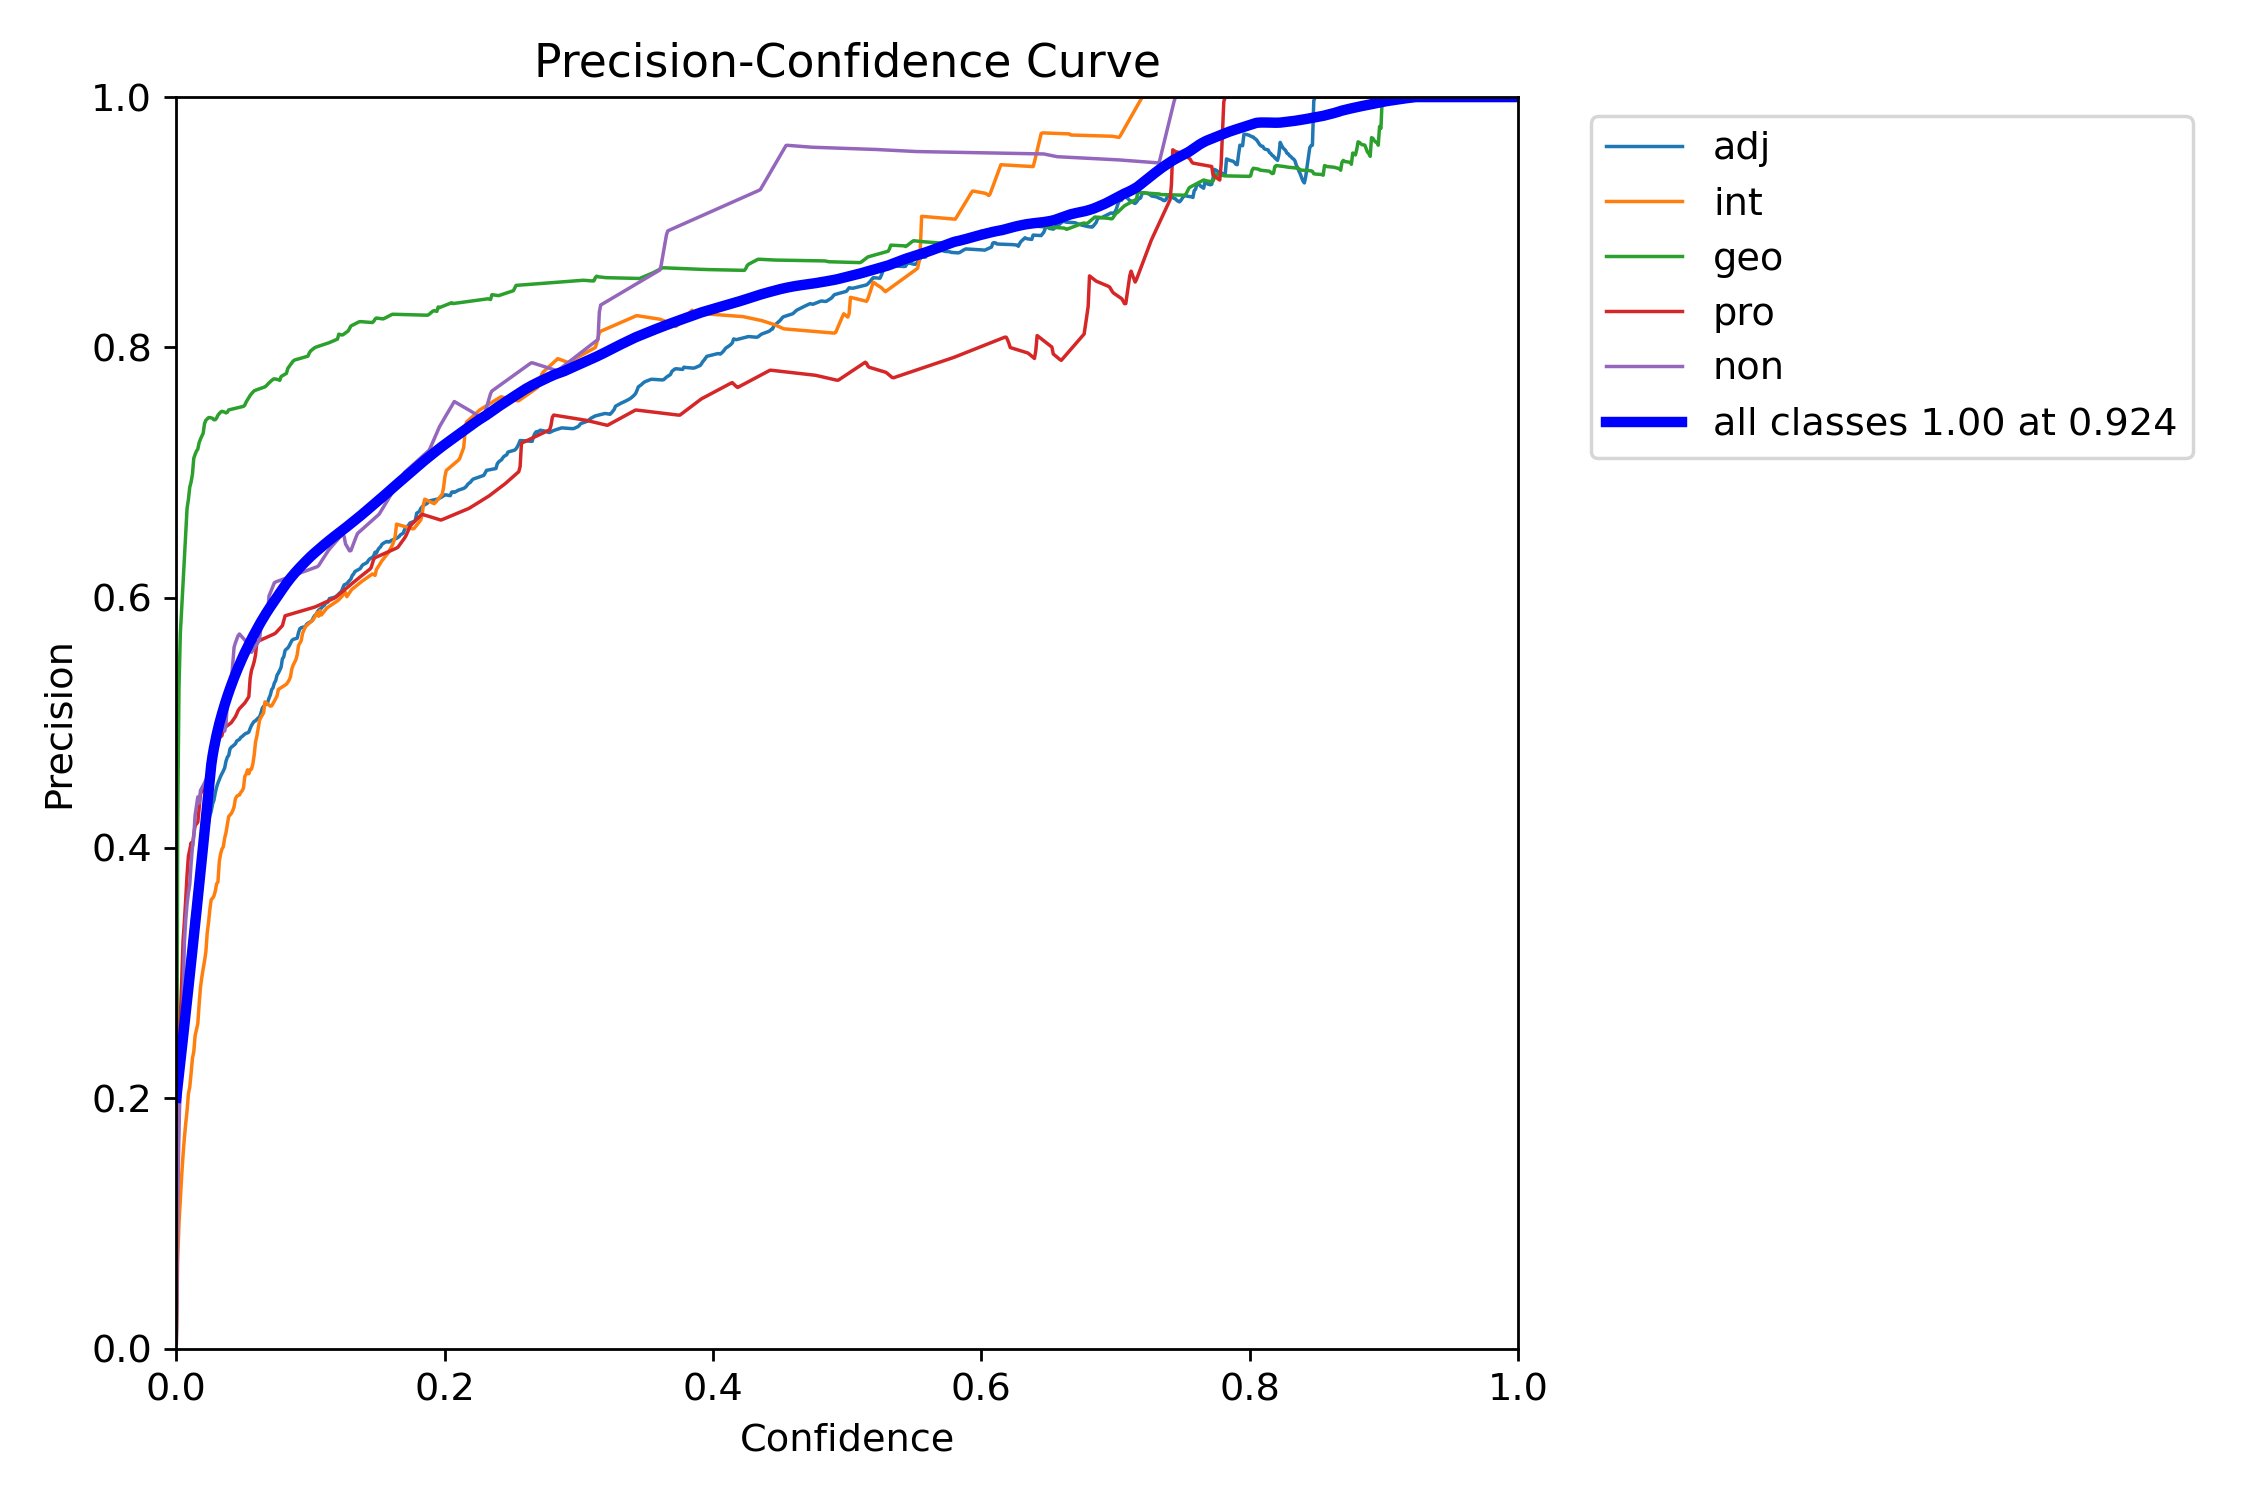 Precision-Confidence Curve
1.0
0.8
0.6
0.4
0.2
0.0
Precision
0.0 0.2 0.4 0.6 0.8 1.0
Confidence
adj
int
geo
pro
non
all classes 1.00 at 0.924